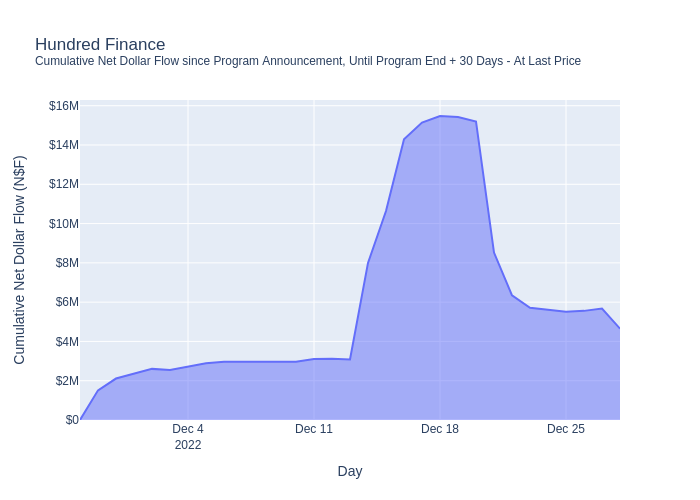 Hundred Finance
Cumulative Net Dollar Flow since Program Announcement, Until Program End + 30 Days - At Last Price
Cumulative Net Dollar Flow (N$F)
$16M
$14M
$12M
$10M
$8M
$6M
$4M
$2M
$0
Dec 4
2022
Dec 11
Dec 18
Dec 25
Day